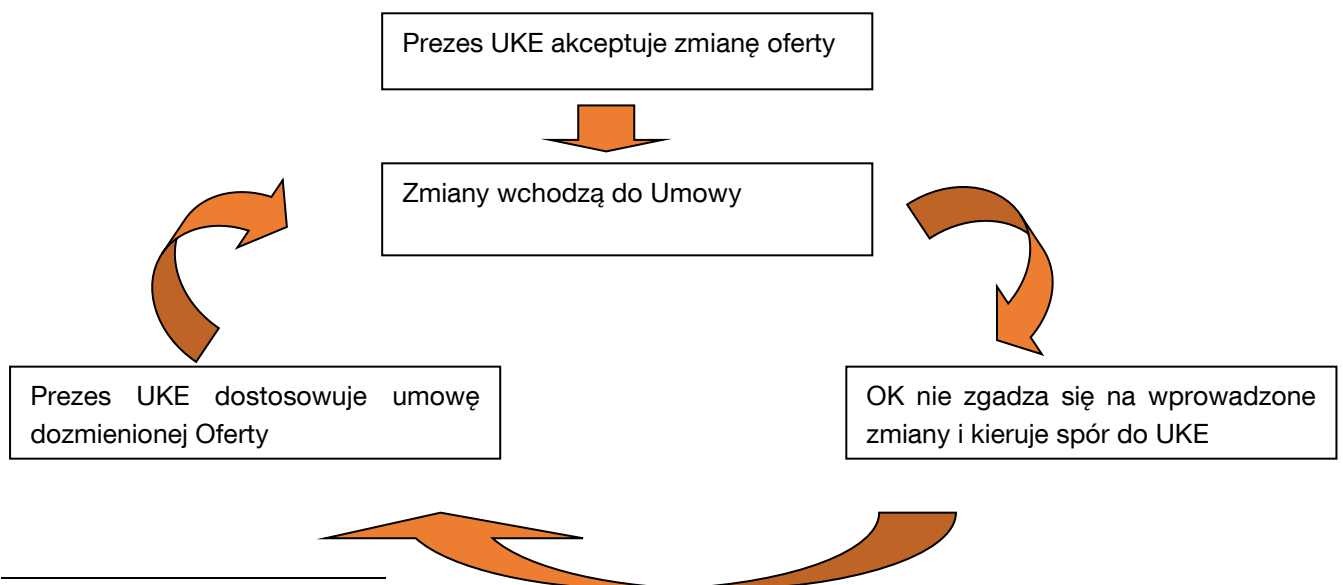 Prezes UKE akceptuje zmianę oferty
Zmiany wchodzą do Umowy
Prezes UKE dostosowuje umowę
dozmienionej Oferty
OK nie zgadza się na wprowadzone
zmiany i kieruje spór do UKE